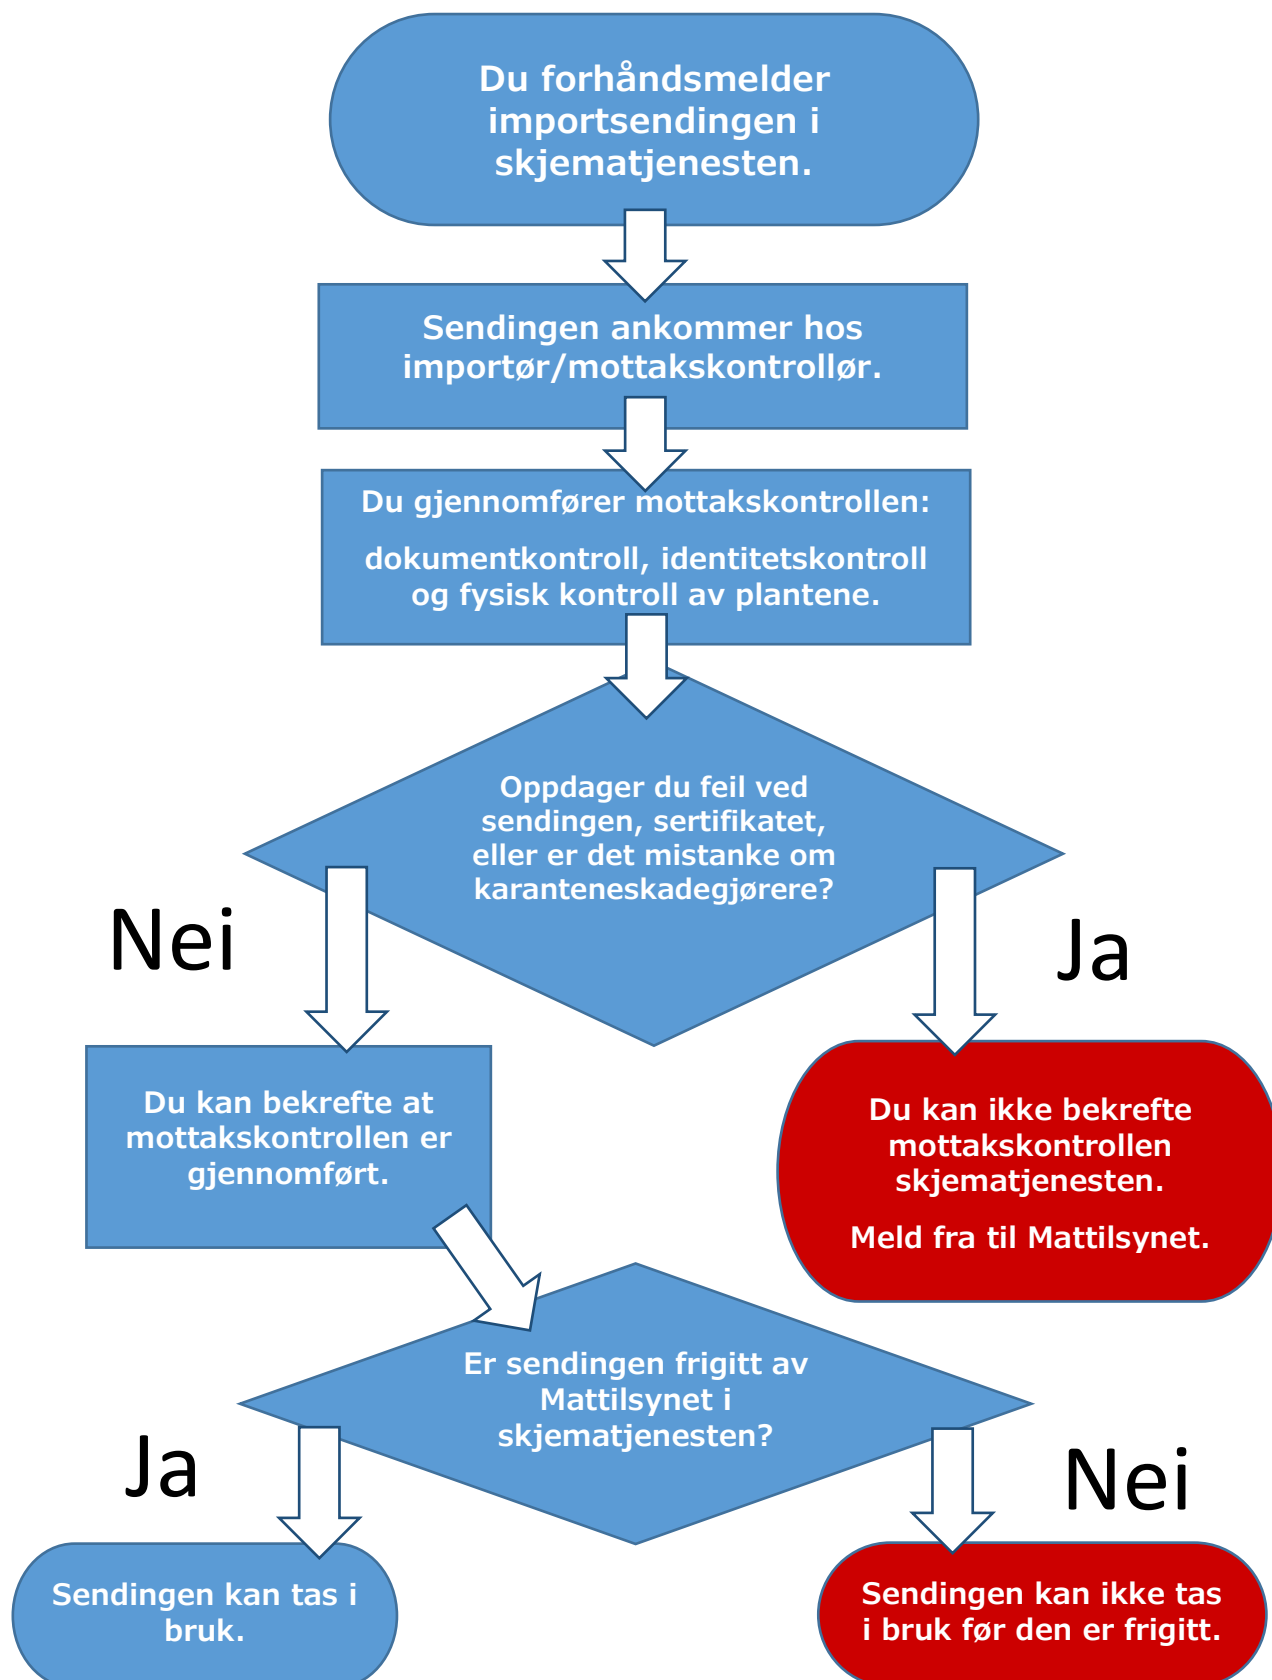 Du forhåndsmelder
importsendingen i
skjematjenesten.
Sendingen ankommer hos
importør/mottakskontrollør.
Du gjennomfører mottakskontrollen:
dokumentkontroll, identitetskontroll
og fysisk kontroll av plantene.
Oppdager du feil ved
sendingen, sertifikatet,
eller er det mistanke om
karanteneskadegjørere?
Nei
Ja
Du kan bekrefte at
mottakskontrollen er
gjennomført.
Du kan ikke bekrefte
mottakskontrollen
skjematjenesten.
Meld fra til Mattilsynet.
Er sendingen frigitt av
Mattilsynet i
skjematjenesten?
Ja
Nei
Sendingen kan tas i
bruk.
Sendingen kan ikke tas
i bruk før den er frigitt.